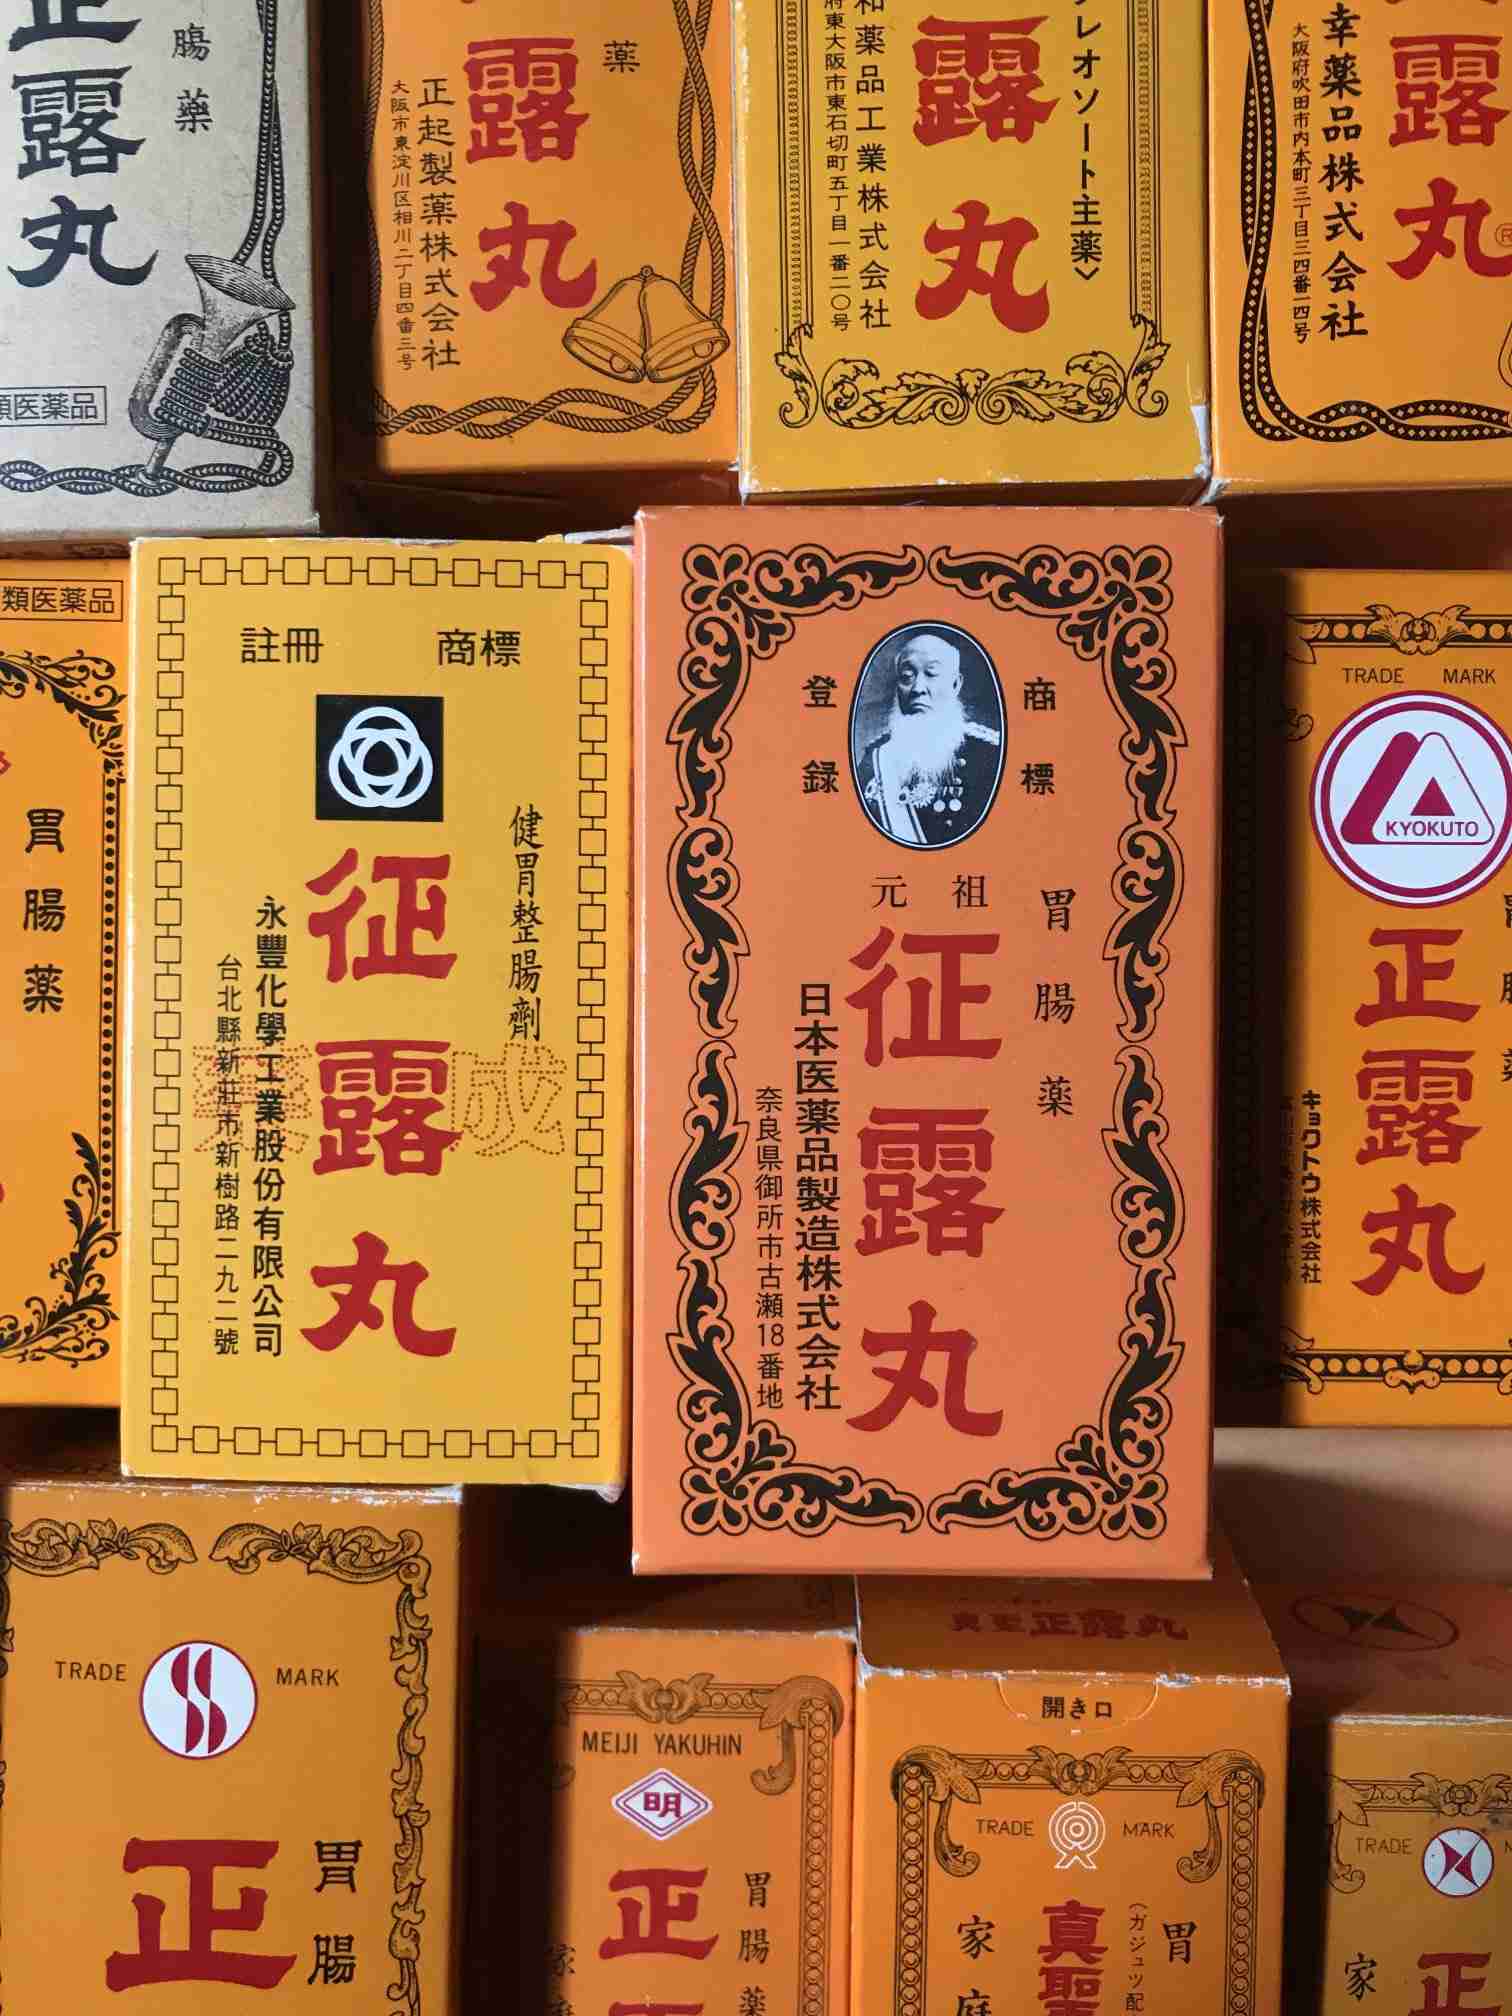 正露丸
腸薬
類医薬品
露丸
薬
正起製薬株式会社
大阪市東淀川区相川二丁目四番三号
露丸
クレオソート主薬〉
和薬品工業株式会社
府東大阪市東石切町五丁目一番二〇号
露丸
幸薬品株式会社
大阪府吹田市内本町三丁目三四番一四号
類医薬品
胃腸薬
註冊 商標
健胃整腸劑
征露丸
永豐化學工業股份有限公司
台北縣新莊市新樹路二九二號
成藥
登録 商標
元祖
胃腸薬
征露丸
日本医薬品製造株式会社
奈良県御所市古瀬18番地
TRADE MARK
KYOKUTO
正露丸
キョクトウ株式会社
TRADE MARK
胃腸
正
MEIJI YAKUHIN
明
胃腸薬
正
家
真聖正露丸
開き口
TRADE MARK
胃
(ガジュツ配
真聖
家庭
TRADE
正
家